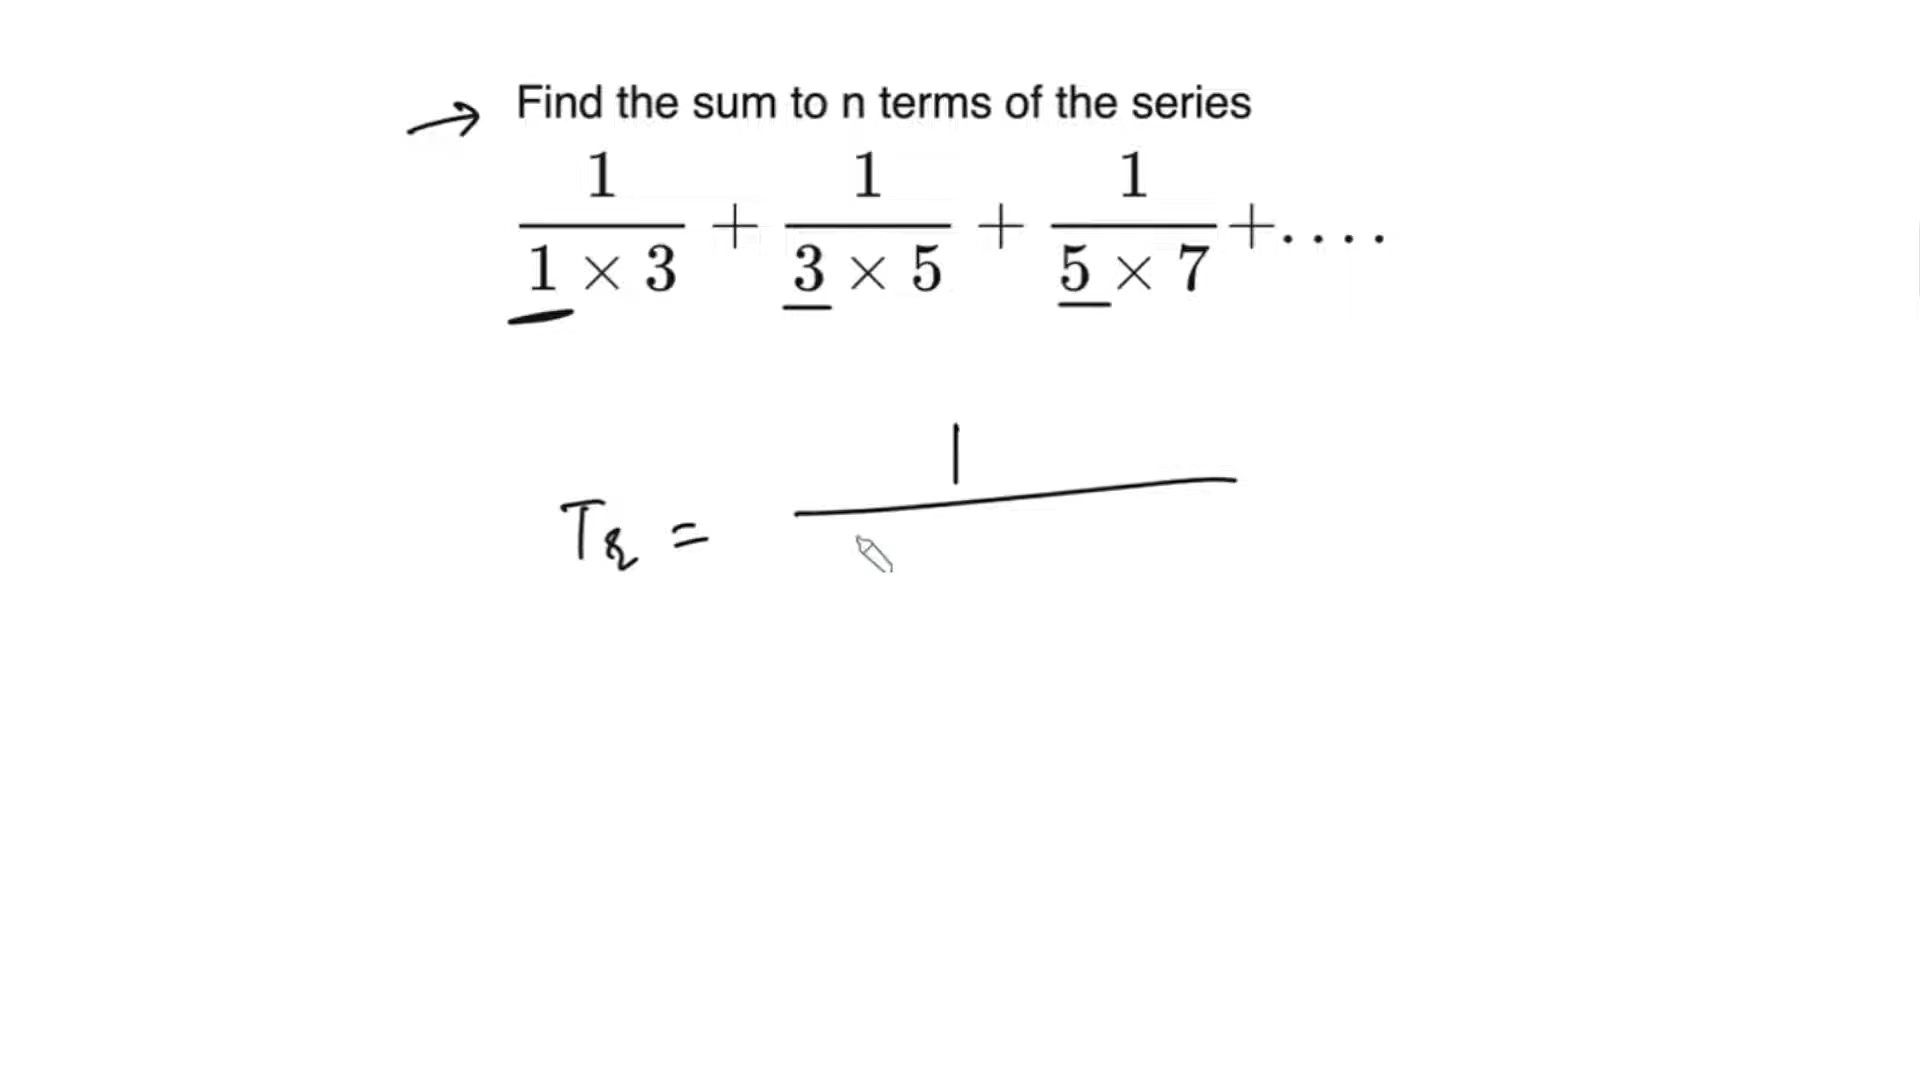 Find the sum to n terms of the series
1/(1 × 3) + 1/(3 × 5) + 1/(5 × 7) +....
Tr = 1/